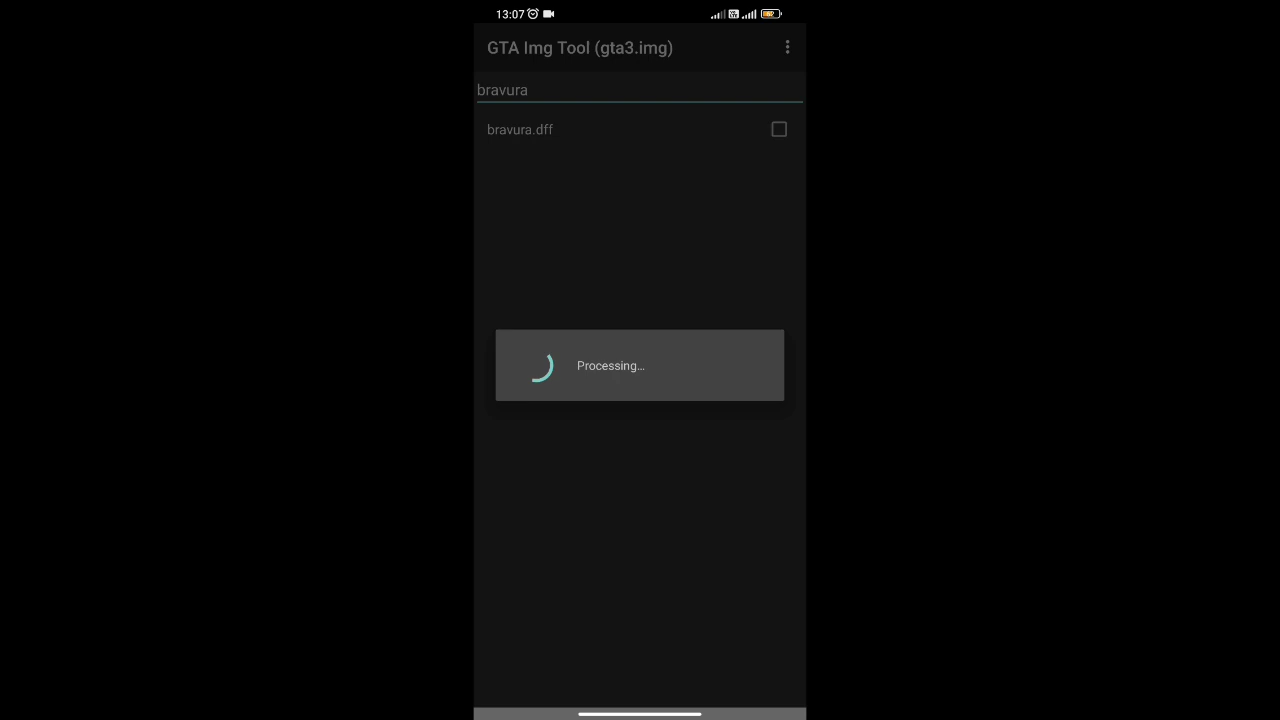 13:07
GTA Img Tool (gta3.img)
bravura
bravura.dff
Processing...